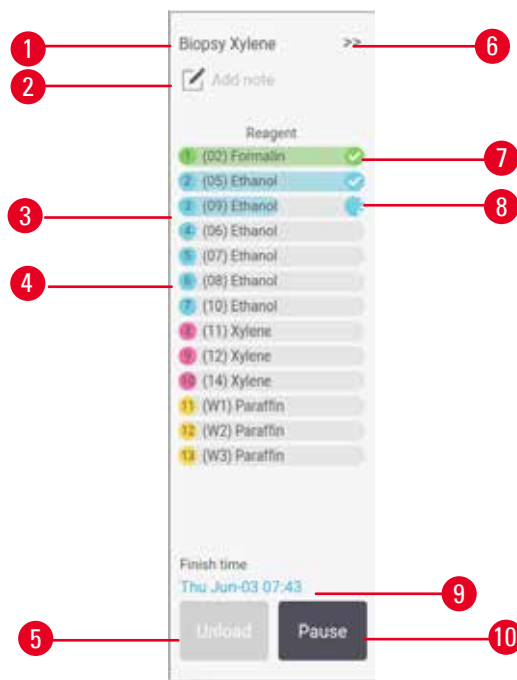 1 Biopsy Xylene >> 6
2 Add note
Reagent
1 (02) Formalin 7
2 (05) Ethanol
3 3 (09) Ethanol 8
4 (06) Ethanol
5 (07) Ethanol
4 6 (08) Ethanol
7 (10) Ethanol
8 (11) Xylene
9 (12) Xylene
10 (14) Xylene
11 (W1) Paraffin
12 (W2) Paraffin
13 (W3) Paraffin
Finish time
Thu Jun-03 07:43 9
5 Unload Pause 10